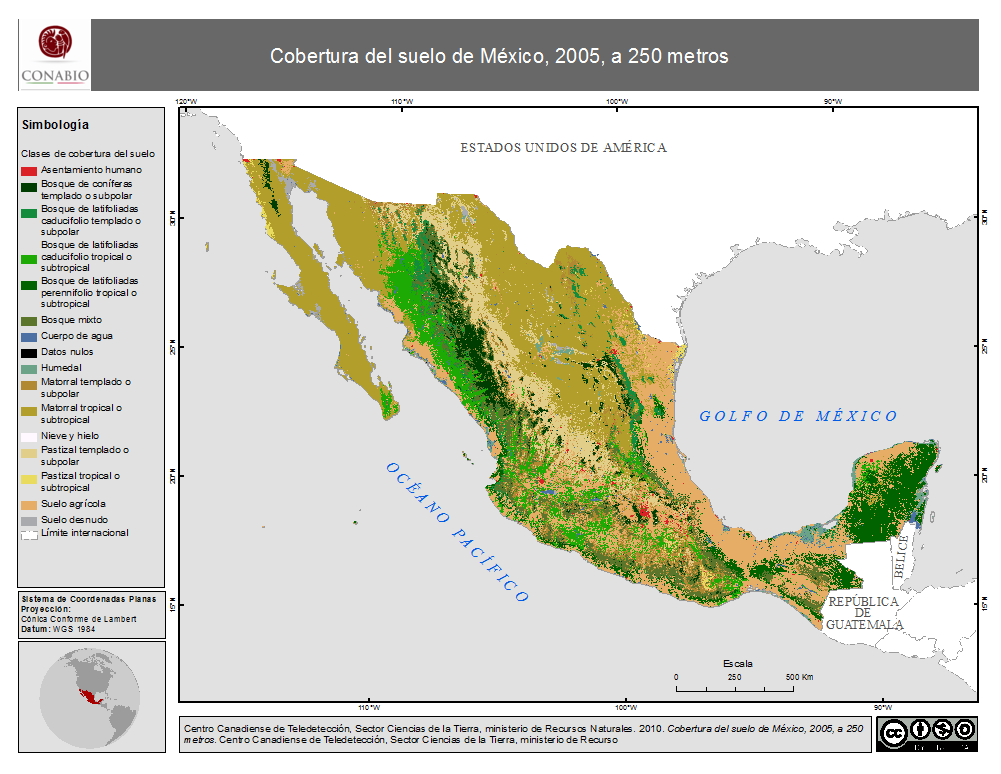 CONABIO
Cobertura del suelo de México, 2005, a 250 metros
Simbología
Clases de cobertura del suelo
Asentamiento humano
Bosque de coníferas
templado o subpolar
Bosque de latifoliadas
caducifolio templado o
subpolar
Bosque de latifoliadas
caducifolio tropical o
subtropical
Bosque de latifoliadas
perennifolio tropical o
subtropical
Bosque mixto
Cuerpo de agua
Datos nulos
Humedal
Matorral templado o
subpolar
Matorral tropical o
subtropical
Nieve y hielo
Pastizal templado o
subpolar
Pastizal tropical o
subtropical
Suelo agrícola
Suelo desnudo
Límite internacional
Sistema de Coordenadas Planas
Proyección:
Cónica Conforme de Lambert
Datum: WGS 1984
120°W
110°W
100°W
90°W
30°N
25°N
20°N
15°N
30°N
25°N
20°N
15°N
110°W
100°W
90°W
ESTADOS UNIDOS DE AMÉRICA
GOLFO DE MÉXICO
OCÉANO PACÍFICO
BELICE
REPÚBLICA
DE
GUATEMALA
Escala
0 250 500 Km
Centro Canadiense de Teledetección, Sector Ciencias de la Tierra, ministerio de Recursos Naturales. 2010. Cobertura del suelo de México, 2005, a 250
metros. Centro Canadiense de Teledetección, Sector Ciencias de la Tierra, ministerio de Recurso
cc